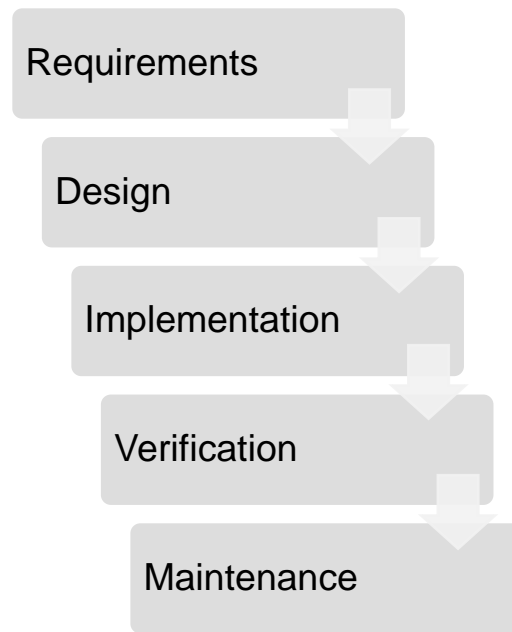 Requirements
Design
Implementation
Verification
Maintenance